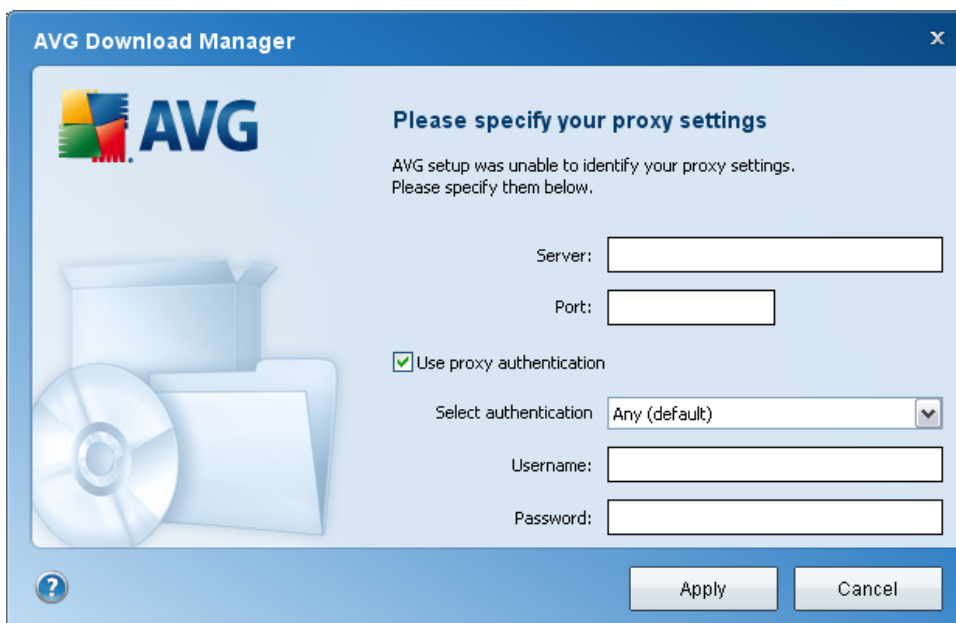 AVG Download Manager
x
AVG
Please specify your proxy settings
AVG setup was unable to identify your proxy settings.
Please specify them below.
Server:
Port:
Use proxy authentication
Select authentication Any (default)
Username:
Password:
?
Apply Cancel